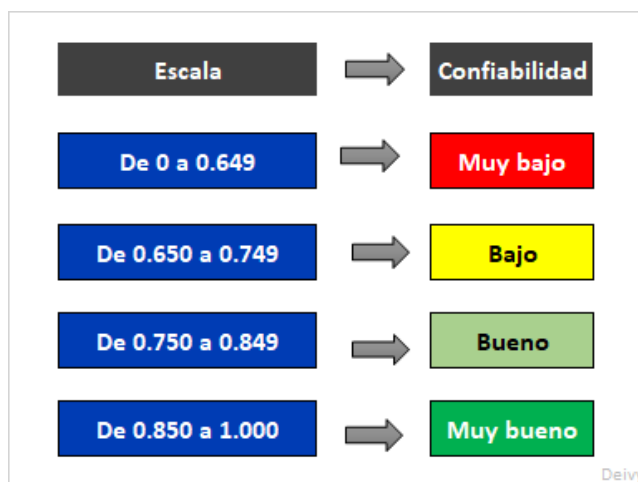 Escala Confiabilidad
De 0 a 0.649 Muy bajo
De 0.650 a 0.749 Bajo
De 0.750 a 0.849 Bueno
De 0.850 a 1.000 Muy bueno